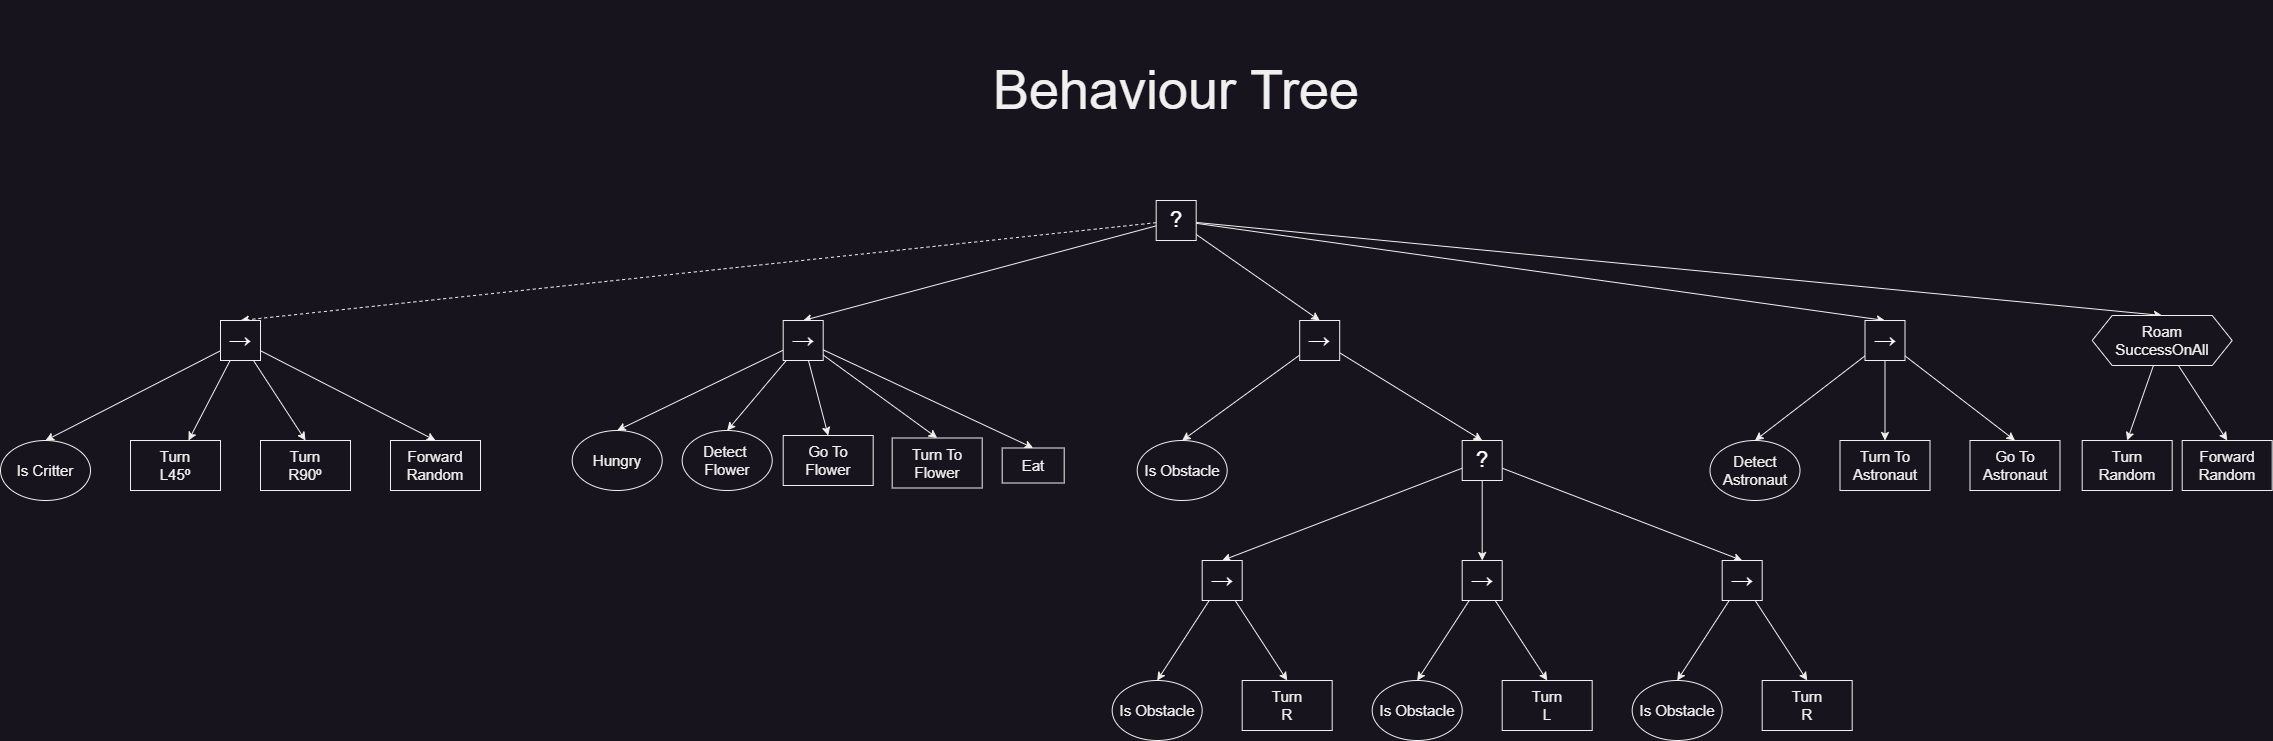 Behaviour Tree
?
→
→
→
→
Roam
SuccessOnAll
Is Critter
Turn
L45º
Turn
R90º
Forward
Random
Hungry
Detect
Flower
Go To
Flower
Turn To
Flower
Eat
Is Obstacle
?
Detect
Astronaut
Turn To
Astronaut
Go To
Astronaut
Turn
Random
Forward
Random
→
→
→
Is Obstacle
Turn
R
Is Obstacle
Turn
L
Is Obstacle
Turn
R